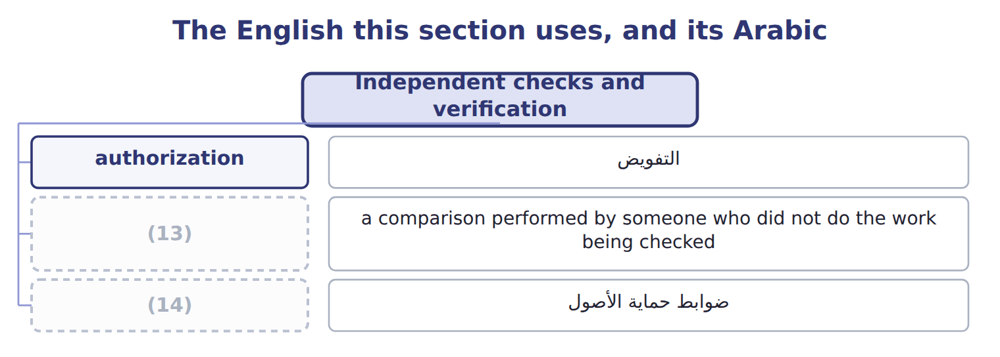 The English this section uses, and its Arabic
Independent checks and
verification
authorization
التفويض
(13)
a comparison performed by someone who did not do the work
being checked
(14)
ضوابط حماية الأصول